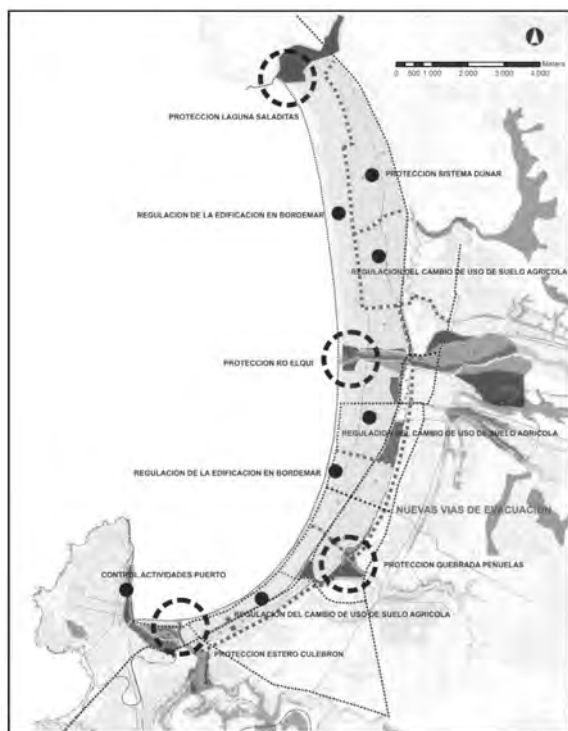 Meters
0 500 1.000 2.000 3.000 4.000
PROTECCION LAGUNA SALADITAS
PROTECCION SISTEMA DUNAR
REGULACION DE LA EDIFICACION EN BORDEMAR
REGULACION DEL CAMBIO DE USO DE SUELO AGRICOLA
PROTECCION RO ELQUI
REGULACION DEL CAMBIO DE USO DE SUELO AGRICOLA
REGULACION DE LA EDIFICACION EN BORDEMAR
NUEVAS VIAS DE EVACUACION
CONTROL ACTIVIDADES PUERTO
PROTECCION QUEBRADA PEÑUELAS
REGULACION DEL CAMBIO DE USO DE SUELO AGRICOLA
PROTECCION ESTERO CULEBRON